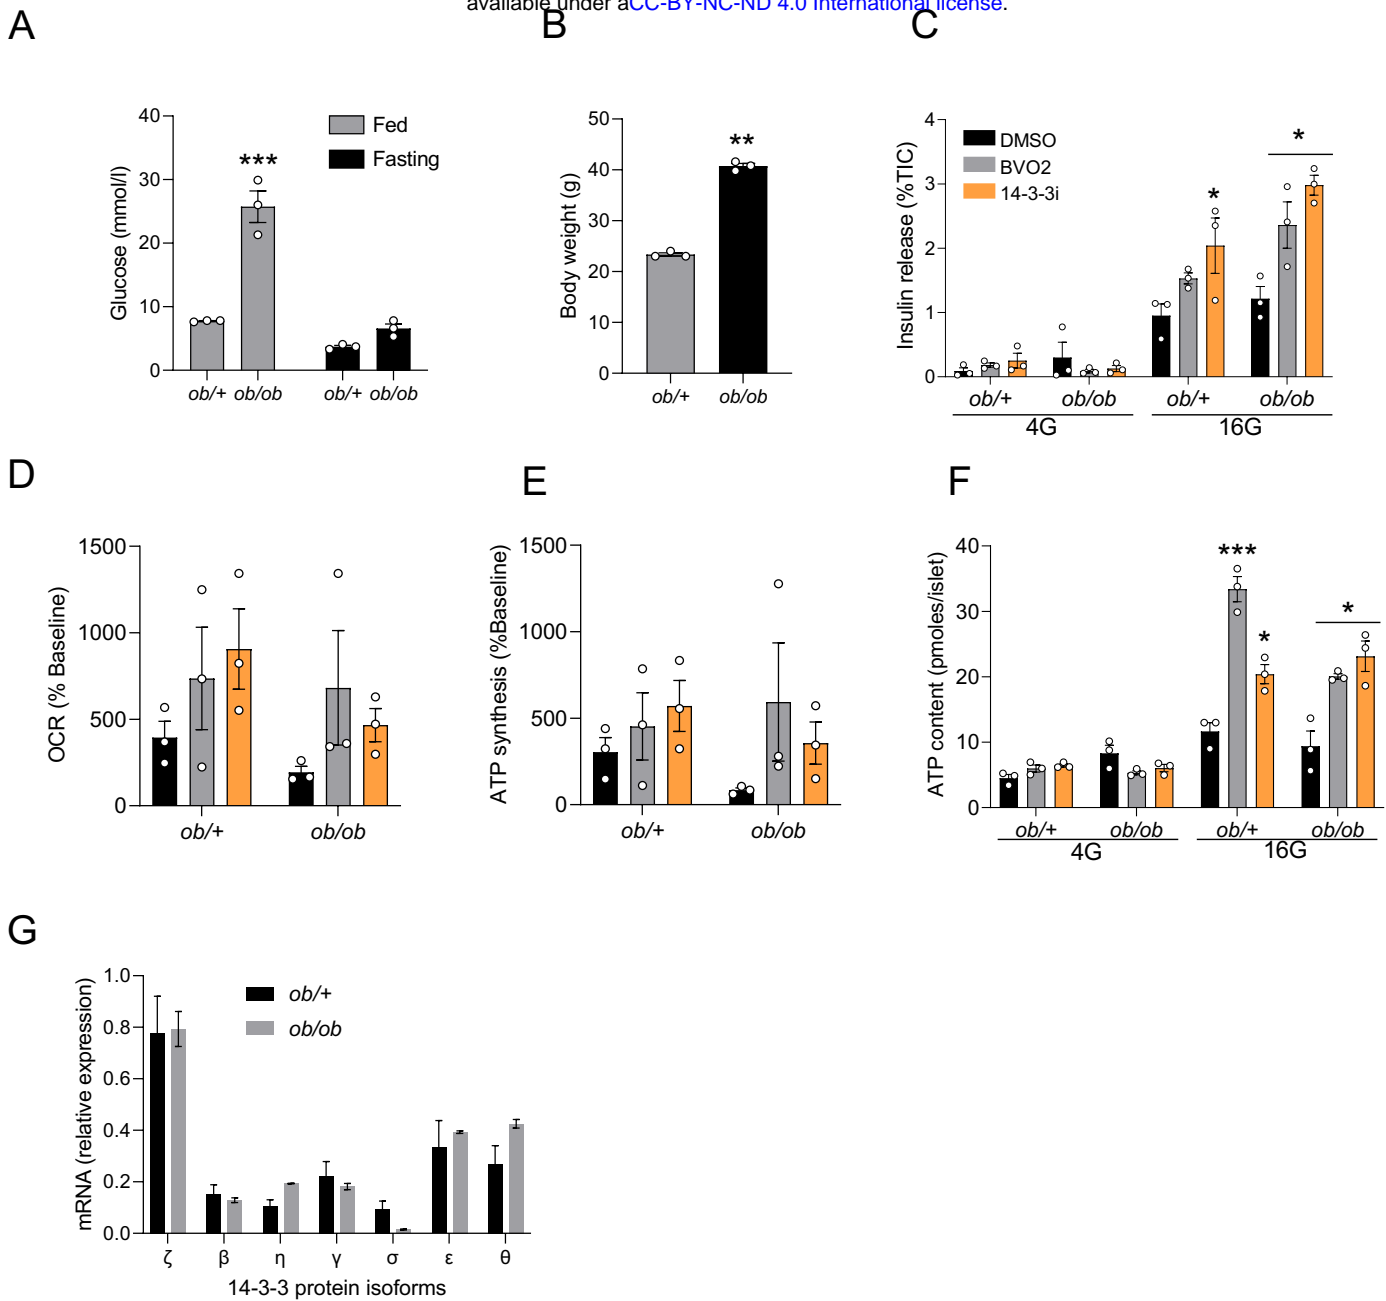 available under aCC-BY-NC-ND 4.0 International license.
A
B
C
40
30
20
10
0
Glucose (mmol/l)
***
Fed
Fasting
ob/+ ob/ob ob/+ ob/ob
50
40
30
20
10
0
Body weight (g)
**
ob/+ ob/ob
4
3
2
1
0
Insulin release (%TIC)
DMSO
BVO2
14-3-3i
*
*
ob/+ ob/ob ob/+ ob/ob
4G 16G
D
E
F
1500
1000
500
0
OCR (% Baseline)
ob/+ ob/ob
1500
1000
500
0
ATP synthesis (%Baseline)
ob/+ ob/ob
40
30
20
10
0
ATP content (pmoles/islet)
***
*
*
ob/+ ob/ob ob/+ ob/ob
4G 16G
G
1.0
0.8
0.6
0.4
0.2
0.0
mRNA (relative expression)
ob/+
ob/ob
ζ β η γ σ ε θ
14-3-3 protein isoforms